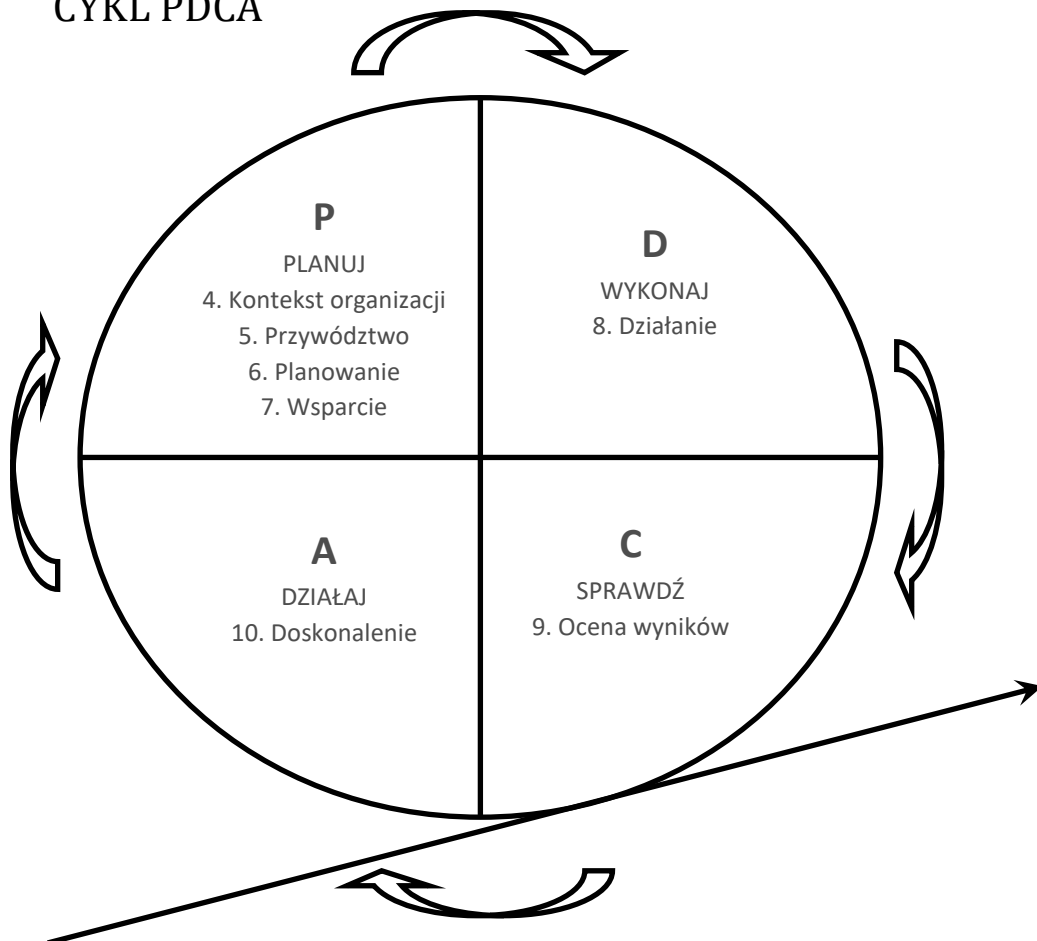 CYKL PDCA
P
PLANUJ
4. Kontekst organizacji
5. Przywództwo
6. Planowanie
7. Wsparcie
D
WYKONAJ
8. Działanie
A
DZIAŁAJ
10. Doskonalenie
C
SPRAWDŹ
9. Ocena wyników